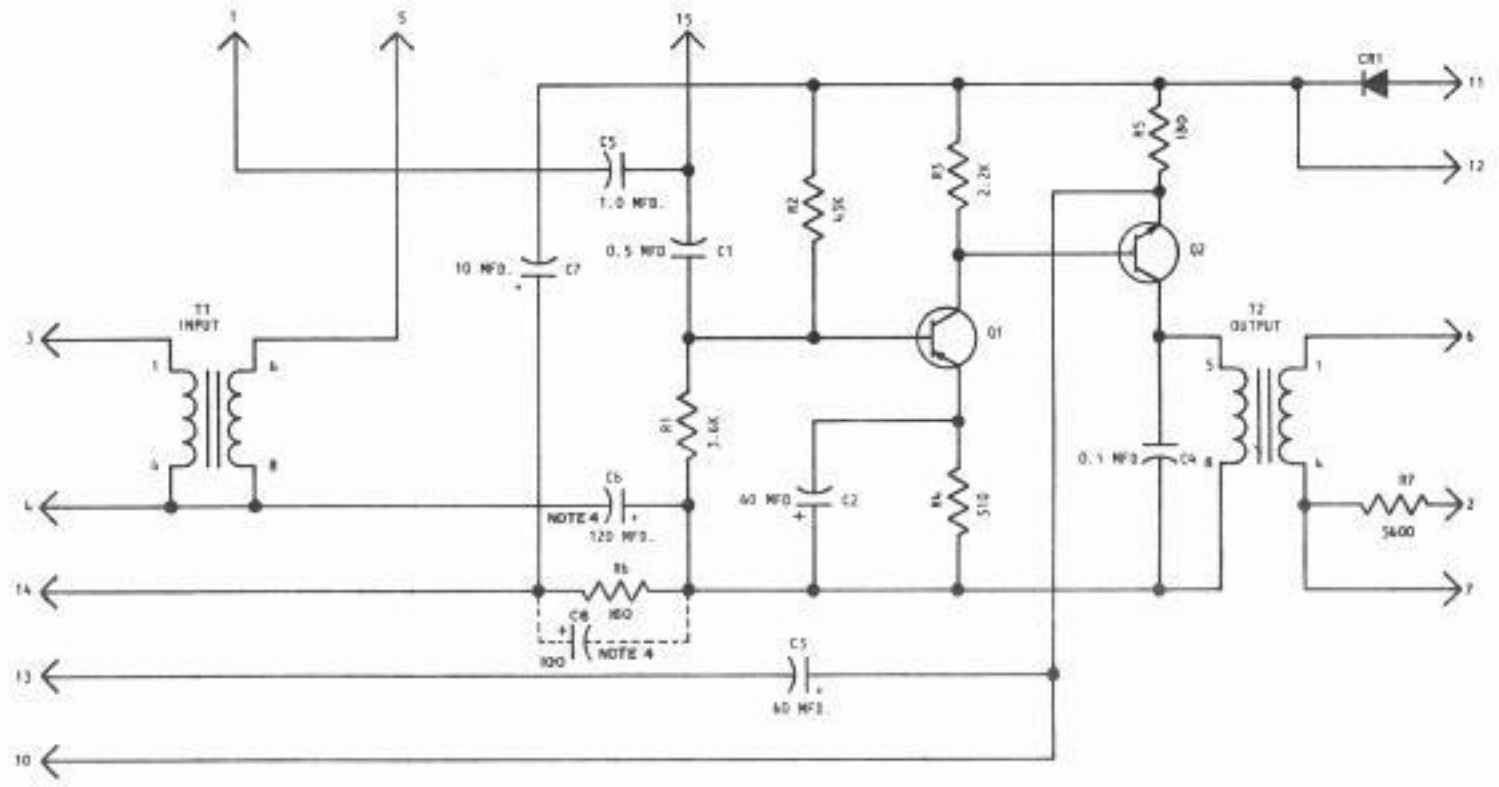 1
5
15
CR1
11
12
C5
1.0 MFD.
R5
180
R3
2.2K
R2
43K
0.5 MFD
C1
10 MFD.
+
C7
Q2
Q1
T1
INPUT
3
1
6
4
8
T2
OUTPUT
6
5
1
8
4
R1
3.6K
0.1 MFD
C4
C6
NOTE 4
+
120 MFD.
60 MFD
+
C2
R4
510
R7
5600
2
7
4
14
R6
160
C8
+
100
NOTE 4
C3
13
+
60 MFD.
10